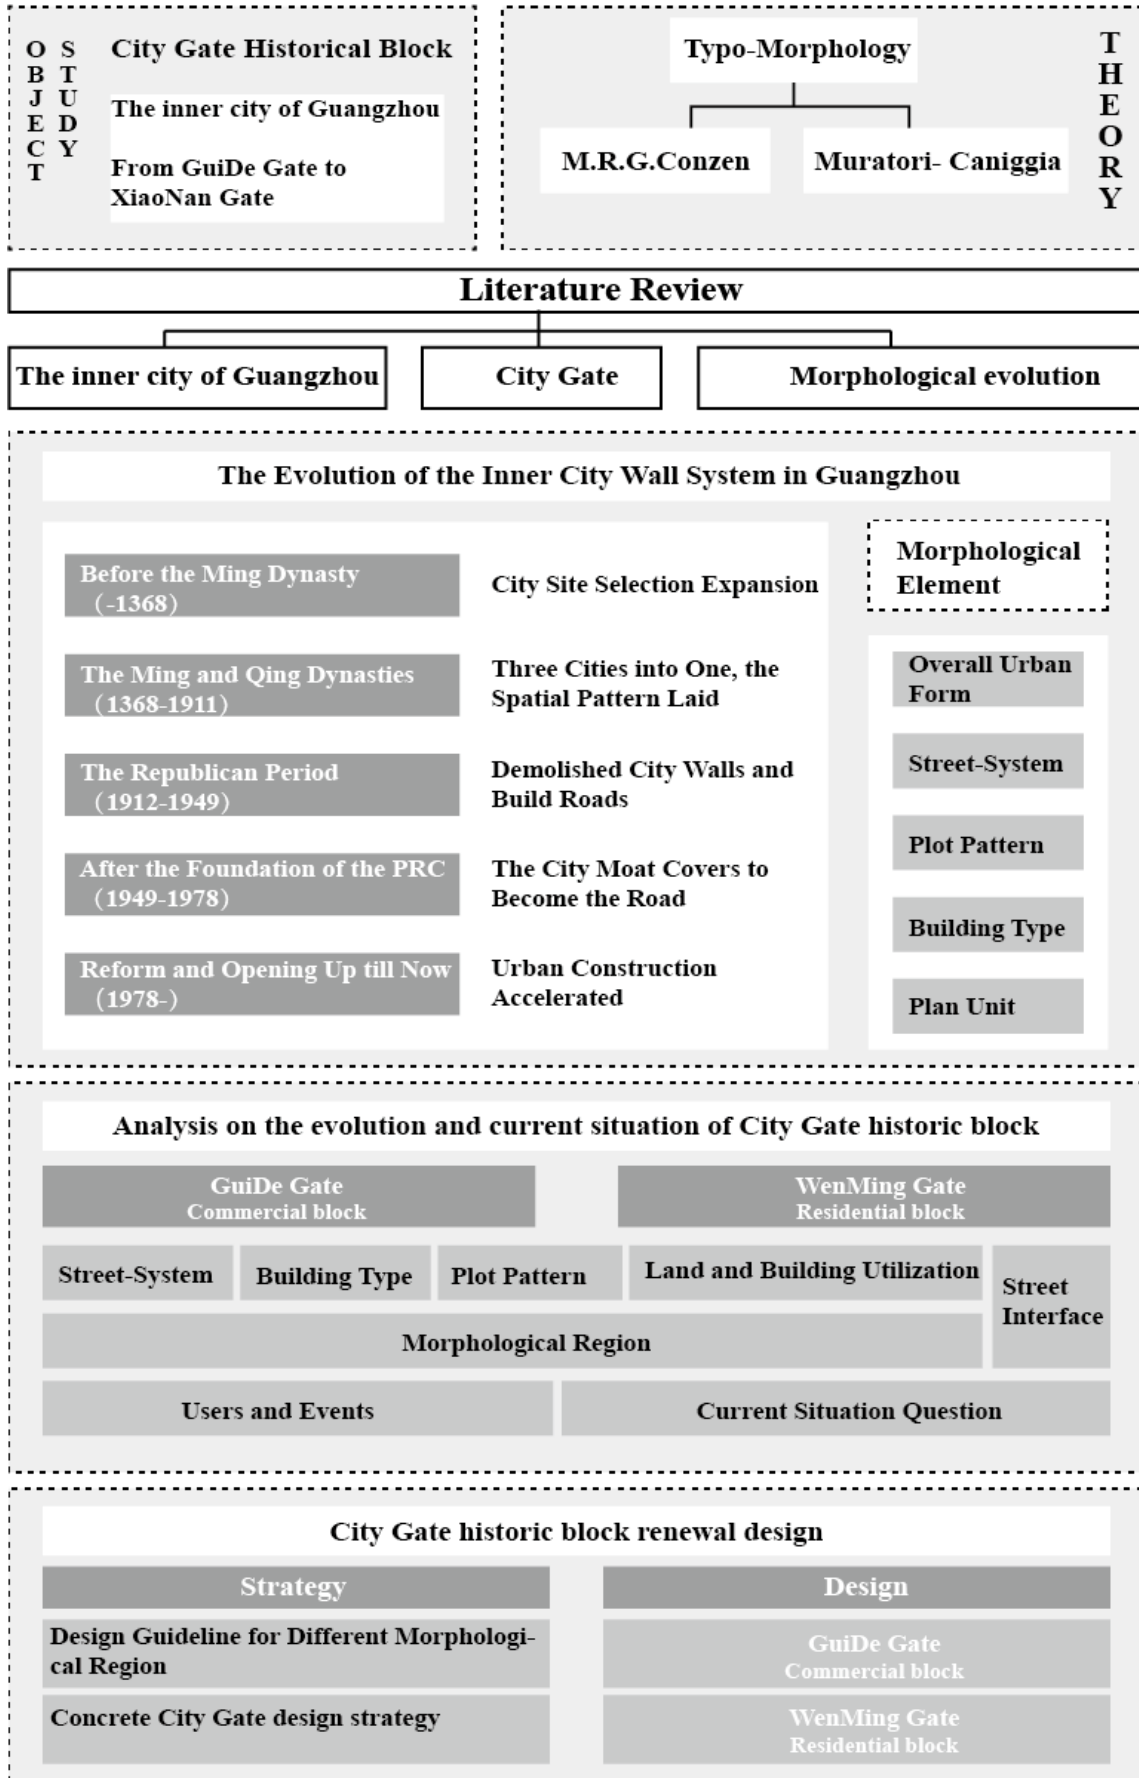 OBJECT
STUDY
City Gate Historical Block
The inner city of Guangzhou
From GuiDe Gate to
XiaoNan Gate
Typo-Morphology
M.R.G.Conzen
Muratori- Caniggia
THEORY
Literature Review
The inner city of Guangzhou
City Gate
Morphological evolution
The Evolution of the Inner City Wall System in Guangzhou
Before the Ming Dynasty
(-1368)
City Site Selection Expansion
The Ming and Qing Dynasties
(1368-1911)
Three Cities into One, the
Spatial Pattern Laid
The Republican Period
(1912-1949)
Demolished City Walls and
Build Roads
After the Foundation of the PRC
(1949-1978)
The City Moat Covers to
Become the Road
Reform and Opening Up till Now
(1978-)
Urban Construction
Accelerated
Morphological
Element
Overall Urban
Form
Street-System
Plot Pattern
Building Type
Plan Unit
Analysis on the evolution and current situation of City Gate historic block
GuiDe Gate
Commercial block
WenMing Gate
Residential block
Street-System
Building Type
Plot Pattern
Land and Building Utilization
Street
Interface
Morphological Region
Users and Events
Current Situation Question
City Gate historic block renewal design
Strategy
Design
Design Guideline for Different Morphologi-
cal Region
GuiDe Gate
Commercial block
Concrete City Gate design strategy
WenMing Gate
Residential block